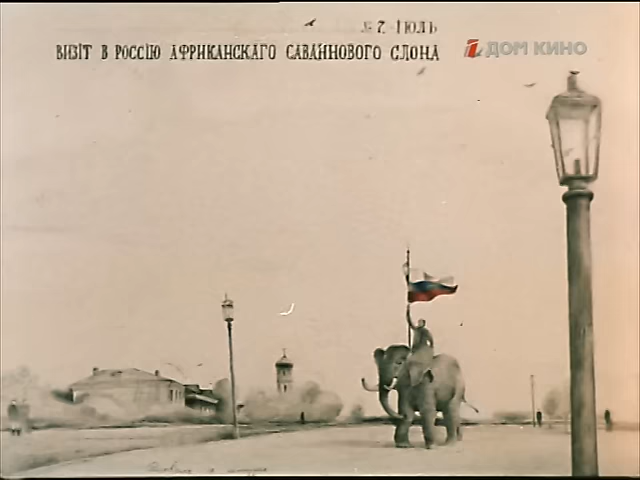 № 7. ІЮЛЬ
ВИЗІТ В РОССІЮ АФРИКАНСКАГО САВАННОВОГО СЛОНА
ДОМ КИНО